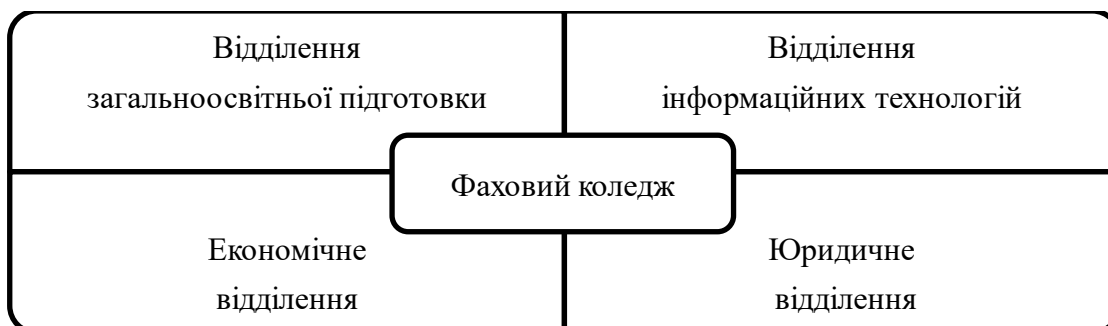 Відділення
загальноосвітньої підготовки
Відділення
інформаційних технологій
Фаховий коледж
Економічне
відділення
Юридичне
відділення